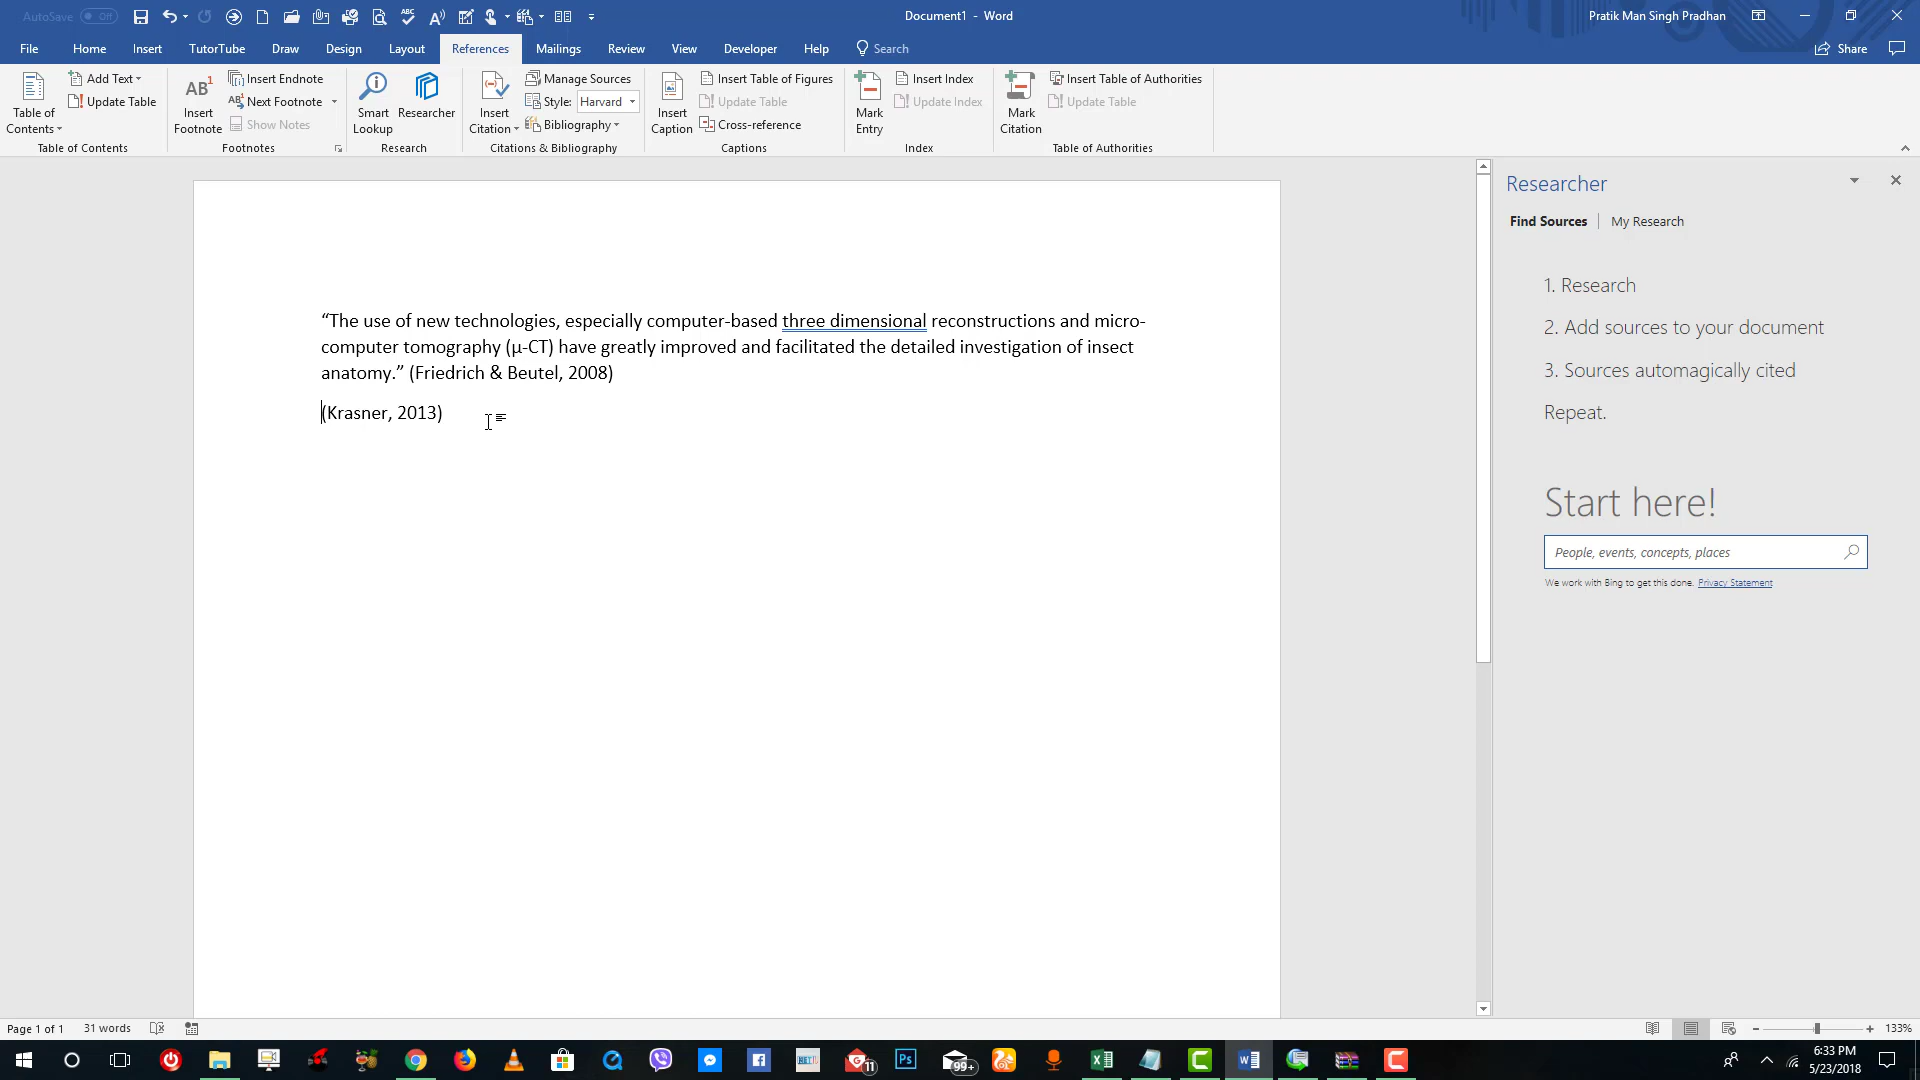 AutoSave Off
Document1 - Word
Pratik Man Singh Pradhan
File Home Insert TutorTube Draw Design Layout References Mailings Review View Developer Help Search
Share
Table of Contents
Add Text
Update Table
Table of Contents
AB1 Insert Footnote
Insert Endnote
Next Footnote
Show Notes
Footnotes
Smart Lookup
Researcher
Research
Insert Citation
Manage Sources
Style: Harvard
Bibliography
Citations & Bibliography
Insert Caption
Insert Table of Figures
Update Table
Cross-reference
Captions
Mark Entry
Insert Index
Update Index
Index
Mark Citation
Insert Table of Authorities
Update Table
Table of Authorities
“The use of new technologies, especially computer-based three dimensional reconstructions and micro-
computer tomography (µ-CT) have greatly improved and facilitated the detailed investigation of insect
anatomy.” (Friedrich & Beutel, 2008)
(Krasner, 2013)
Researcher
Find Sources My Research
1. Research
2. Add sources to your document
3. Sources automagically cited
Repeat.
Start here!
People, events, concepts, places
We work with Bing to get this done. Privacy Statement
Page 1 of 1 31 words
133%
11
Ps
99+
6:33 PM
5/23/2018